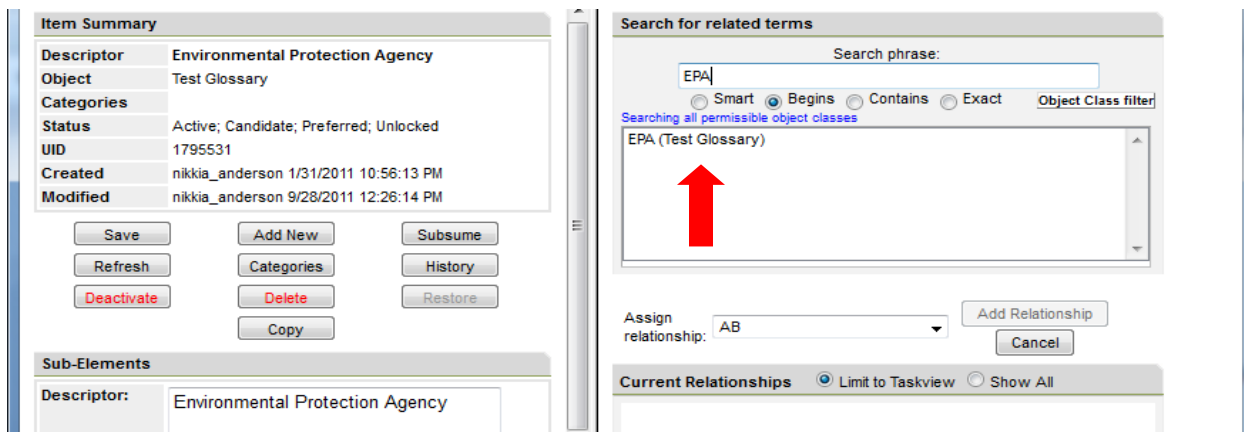 Item Summary
Descriptor Environmental Protection Agency
Object Test Glossary
Categories
Status Active; Candidate; Preferred; Unlocked
UID 1795531
Created nikkia_anderson 1/31/2011 10:56:13 PM
Modified nikkia_anderson 9/28/2011 12:26:14 PM
Save Add New Subsume
Refresh Categories History
Deactivate Delete Restore
Copy
Sub-Elements
Descriptor: Environmental Protection Agency
Search for related terms
Search phrase:
EPA
Smart Begins Contains Exact Object Class filter
Searching all permissible object classes
EPA (Test Glossary)
Assign relationship: AB Add Relationship
Cancel
Current Relationships Limit to Taskview Show All